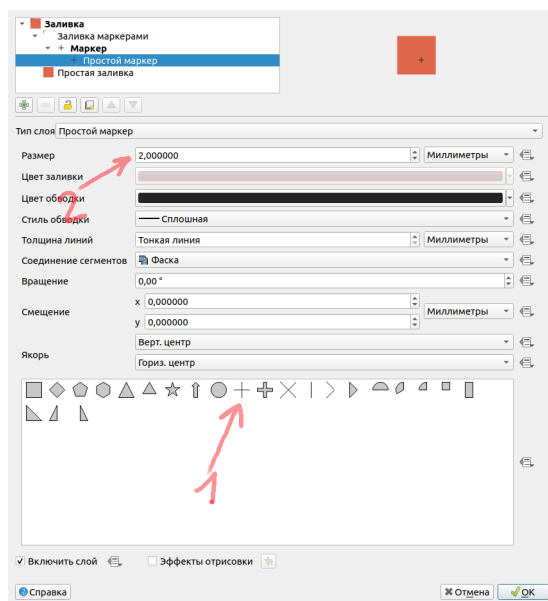 Заливка
Заливка маркерами
Маркер
Простой маркер
Простая заливка
Тип слоя Простой маркер
Размер 2,000000 Миллиметры
Цвет заливки
Цвет обводки
Стиль обводки Сплошная
Толщина линий Тонкая линия Миллиметры
Соединение сегментов Фаска
Вращение 0,00 °
Смещение x 0,000000 Миллиметры
y 0,000000
Якорь Верт. центр
Гориз. центр
2
1
Включить слой Эффекты отрисовки
Справка Отмена OK